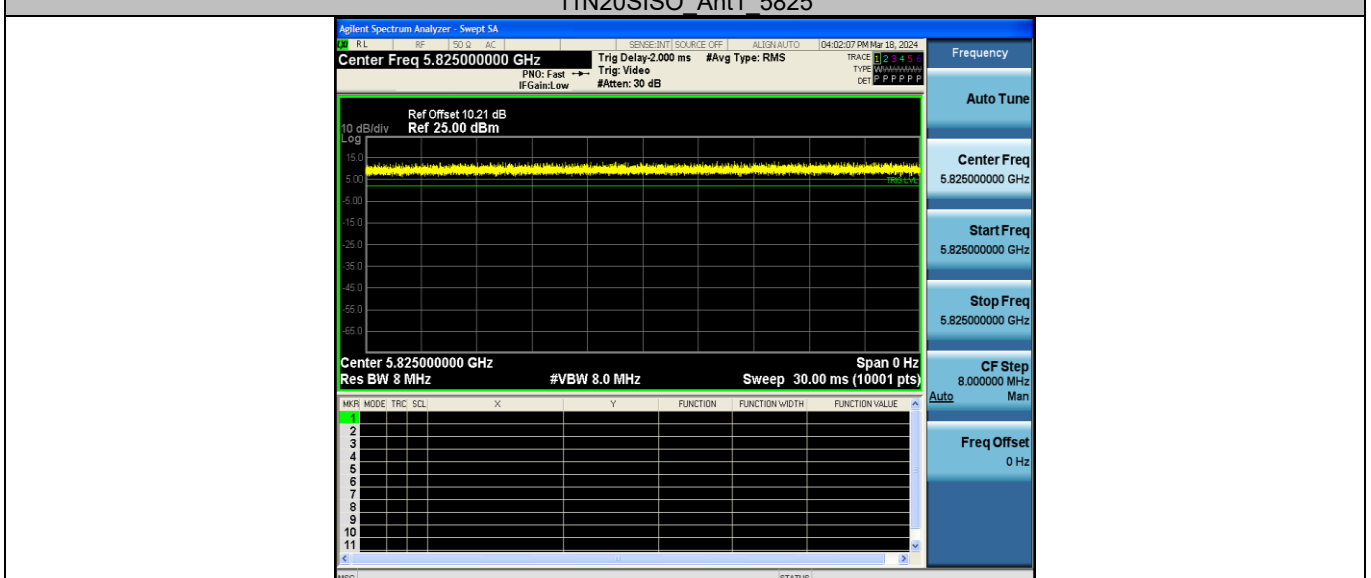 11N20SISO_Ant1_5825
Agilent Spectrum Analyzer - Swept SA
RL RF 50 Ω AC SENSE:INT SOURCE OFF ALIGN AUTO 04:02:07 PM Mar 18, 2024
Center Freq 5.825000000 GHz Trig Delay-2.000 ms #Avg Type: RMS TRACE 1 2 3 4 5 6
PNO: Fast Trig: Video TYPE
IFGain:Low #Atten: 30 dB DET P P P P P P
Ref Offset 10.21 dB
10 dB/div Ref 25.00 dBm
Log
15.0
5.00
TRIG LVL
-5.00
-15.0
-25.0
-35.0
-45.0
-55.0
-65.0
Center 5.825000000 GHz Span 0 Hz
Res BW 8 MHz #VBW 8.0 MHz Sweep 30.00 ms (10001 pts)
MKR MODE TRC SCL X Y FUNCTION FUNCTION WIDTH FUNCTION VALUE
1
2
3
4
5
6
7
8
9
10
11
MSG STATUS
Frequency
Auto Tune
Center Freq
5.825000000 GHz
Start Freq
5.825000000 GHz
Stop Freq
5.825000000 GHz
CF Step
8.000000 MHz
Auto Man
Freq Offset
0 Hz